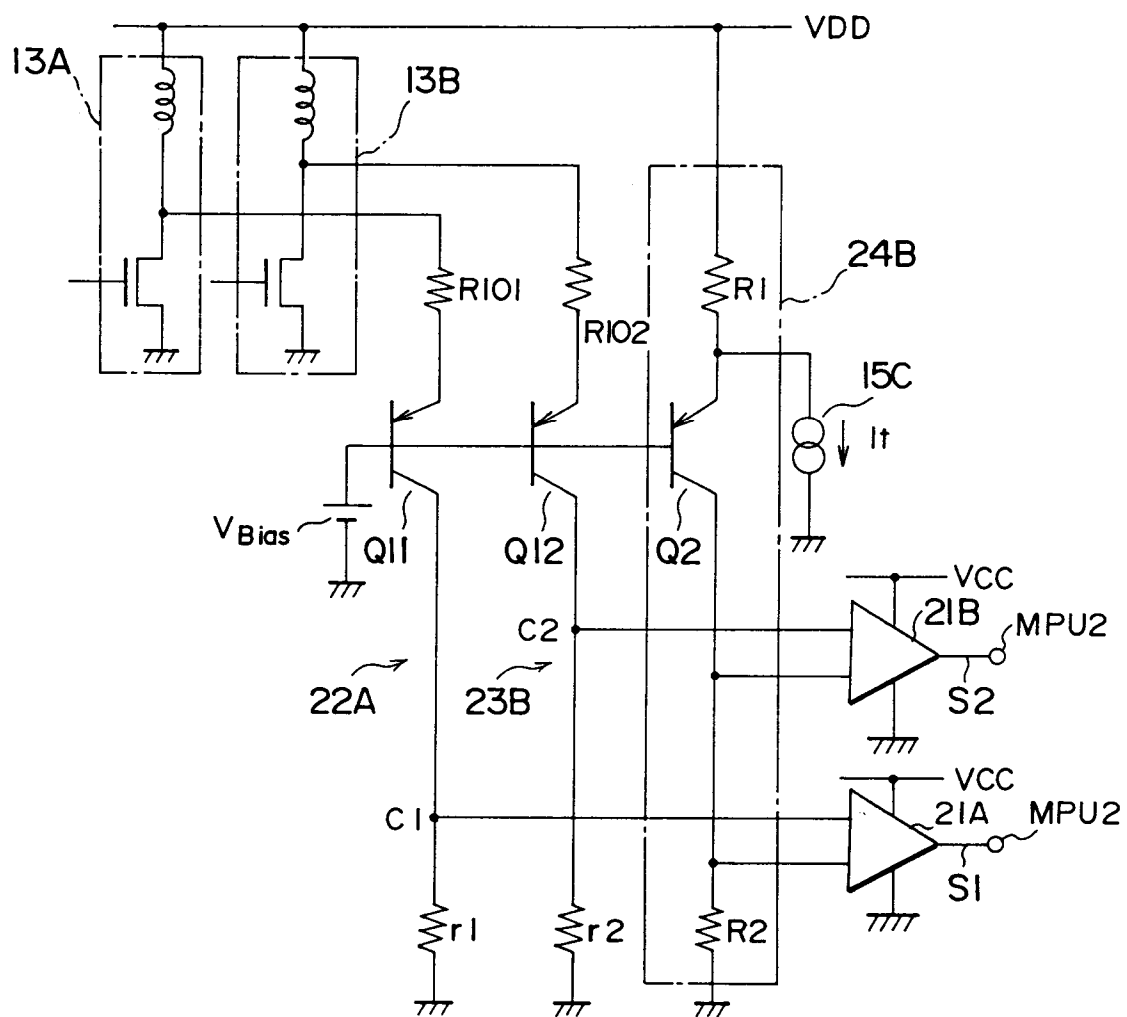 VDD
13A
13B
24B
R101
R102
R1
15C
It
VBias
Q11
Q12
Q2
VCC
21B
MPU2
C2
S2
22A
23B
VCC
21A
MPU2
C1
S1
r1
r2
R2